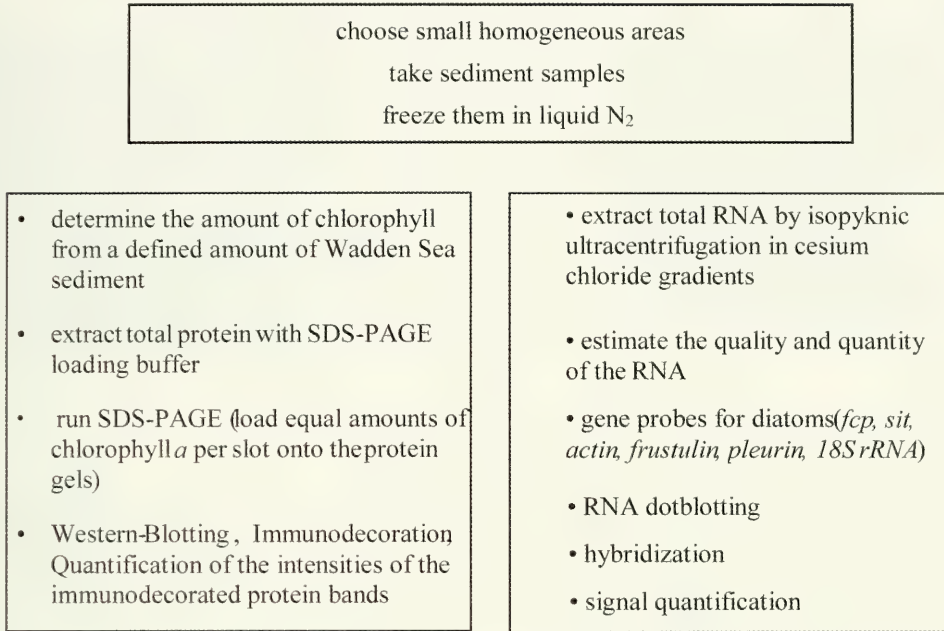 choose small homogeneous areas
take sediment samples
freeze them in liquid N₂
• determine the amount of chlorophyll
from a defined amount of Wadden Sea
sediment
• extract total protein with SDS-PAGE
loading buffer
• run SDS-PAGE (load equal amounts of
chlorophyll a per slot onto theprotein
gels)
• Western-Blotting, Immunodecoration,
Quantification of the intensities of the
immunodecorated protein bands
• extract total RNA by isopyknic
ultracentrifugation in cesium
chloride gradients
• estimate the quality and quantity
of the RNA
• gene probes for diatoms(fcp, sit,
actin, frustulin, pleurin, 18S rRNA)
• RNA dotblotting
• hybridization
• signal quantification